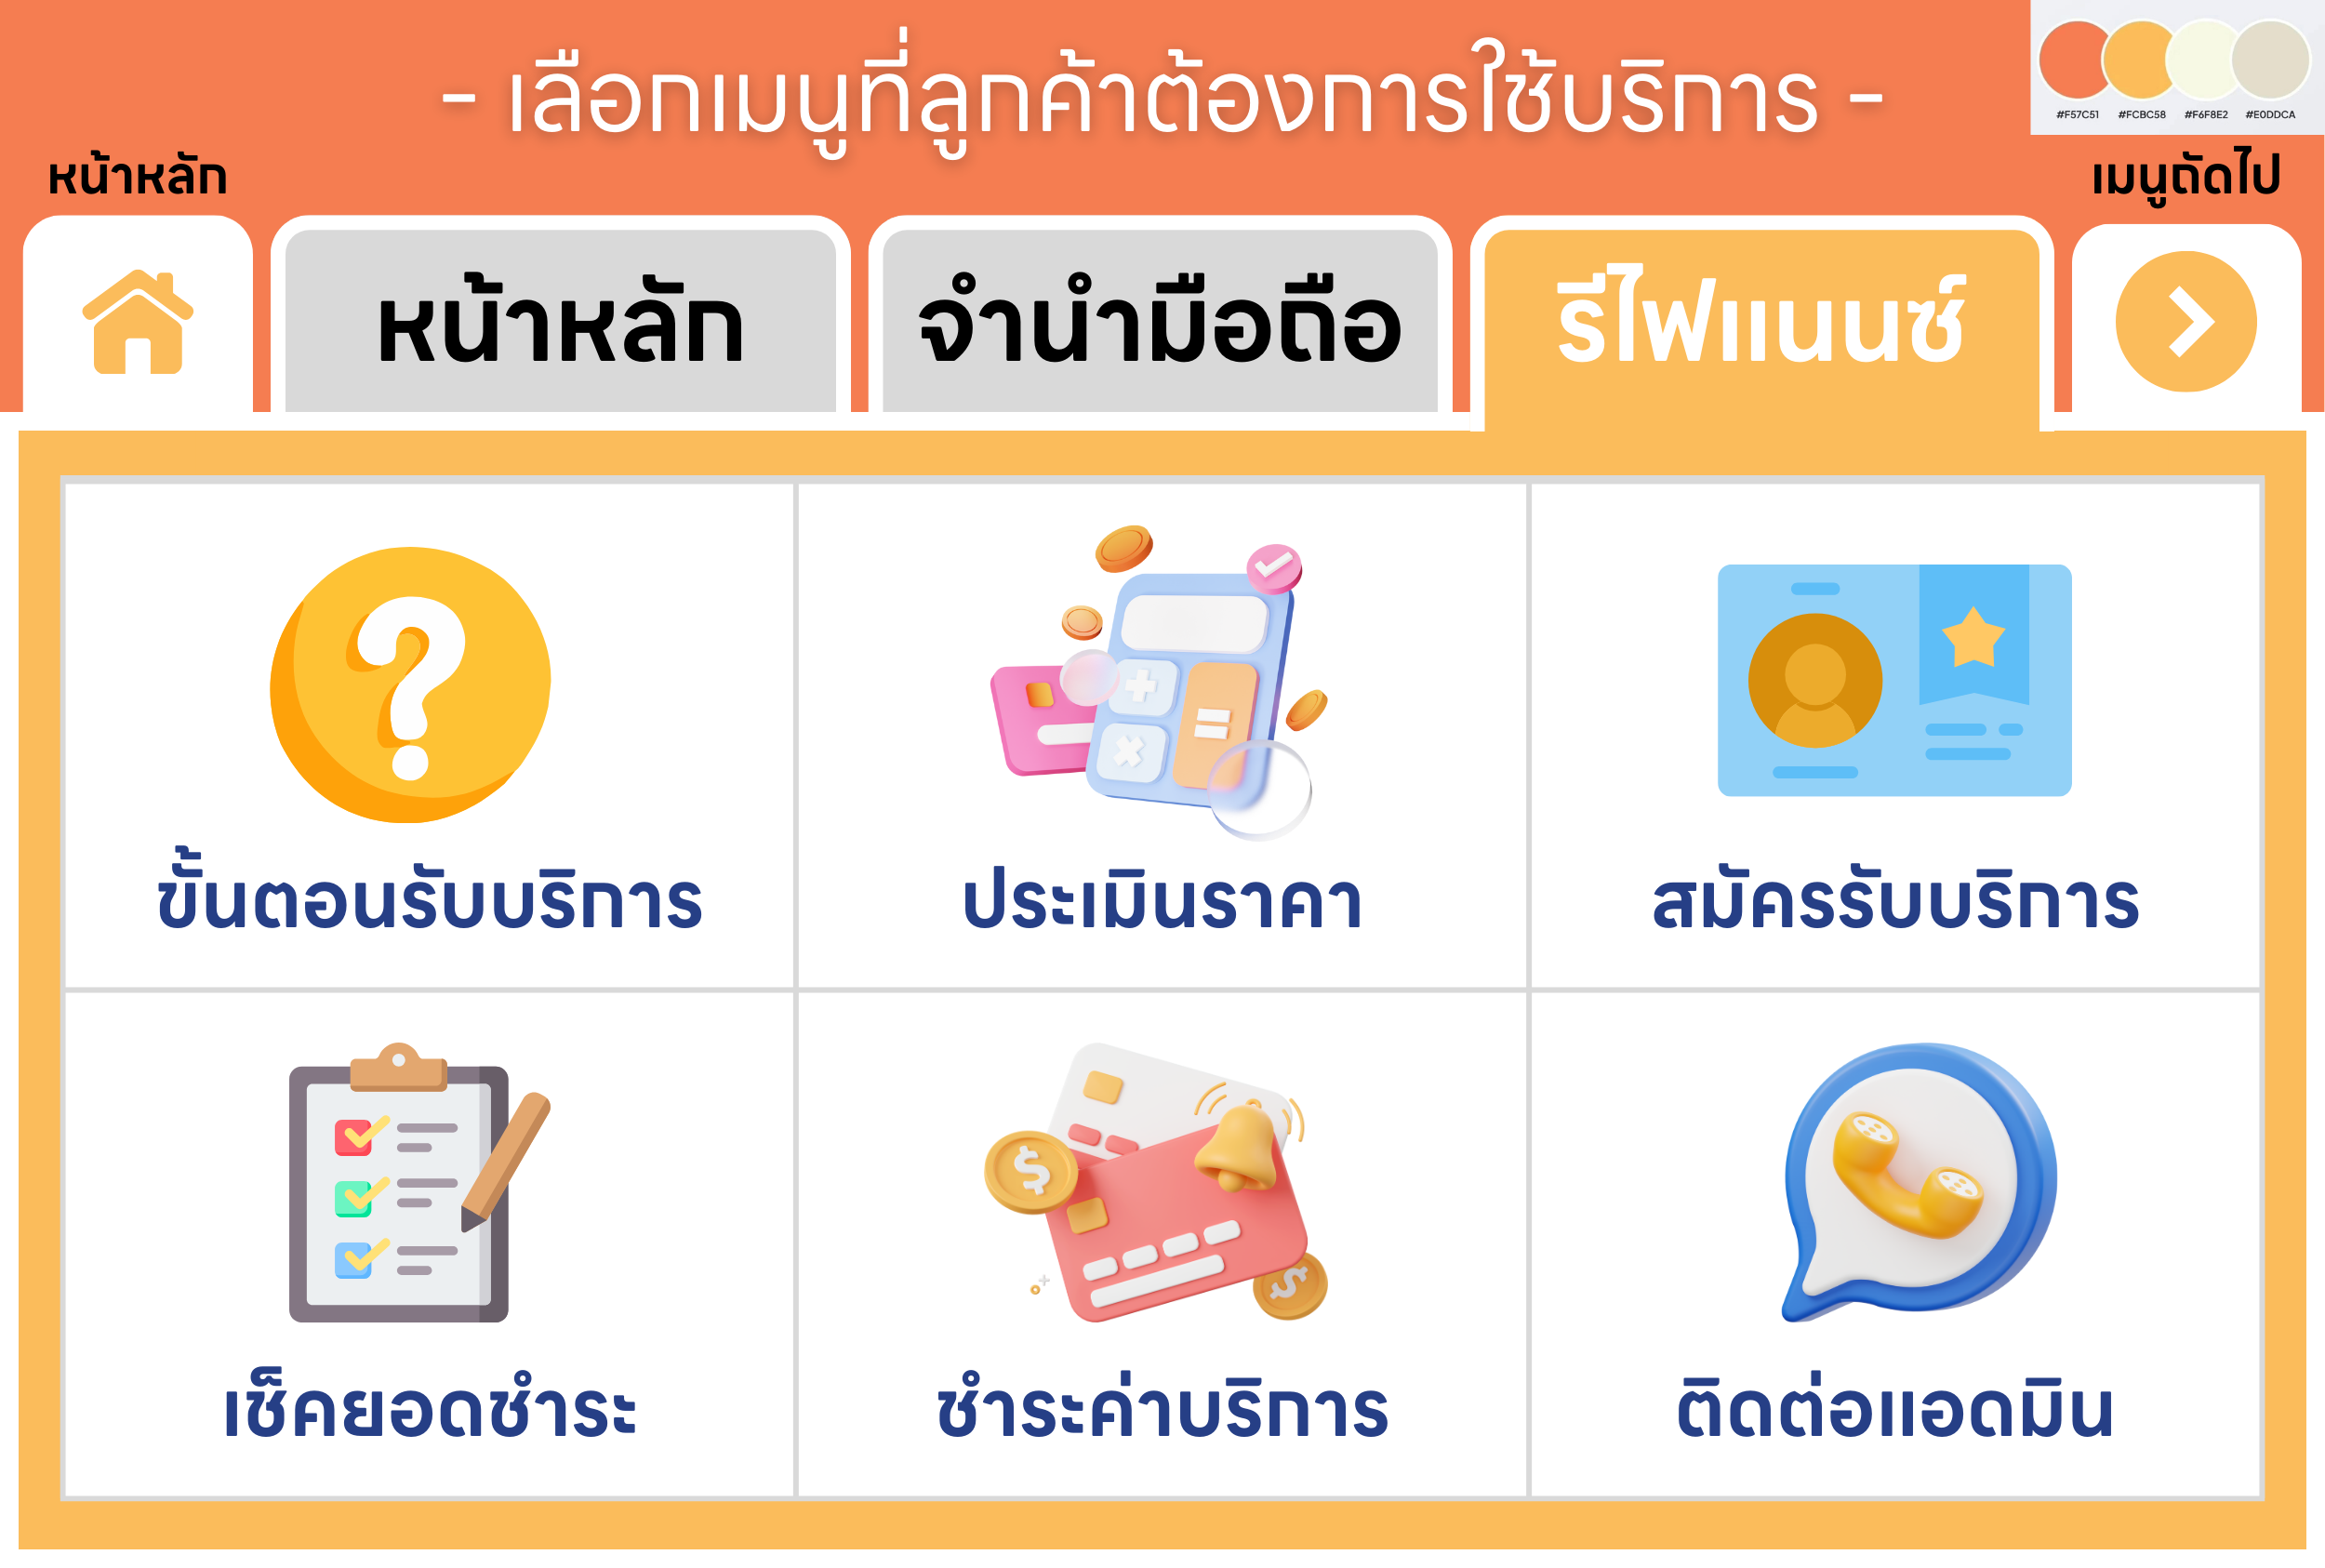 - เลือกเมนูที่ลูกค้าต้องการใช้บริการ -
#F57C51 #FCBC58 #F6F8E2 #E0DDCA
หน้าหลัก
เมนูถัดไป
หน้าหลัก
จำนำมือถือ
รีไฟแนนซ์
ขั้นตอนรับบริการ
ประเมินราคา
สมัครรับบริการ
เช็คยอดชำระ
ชำระค่าบริการ
ติดต่อแอดมิน